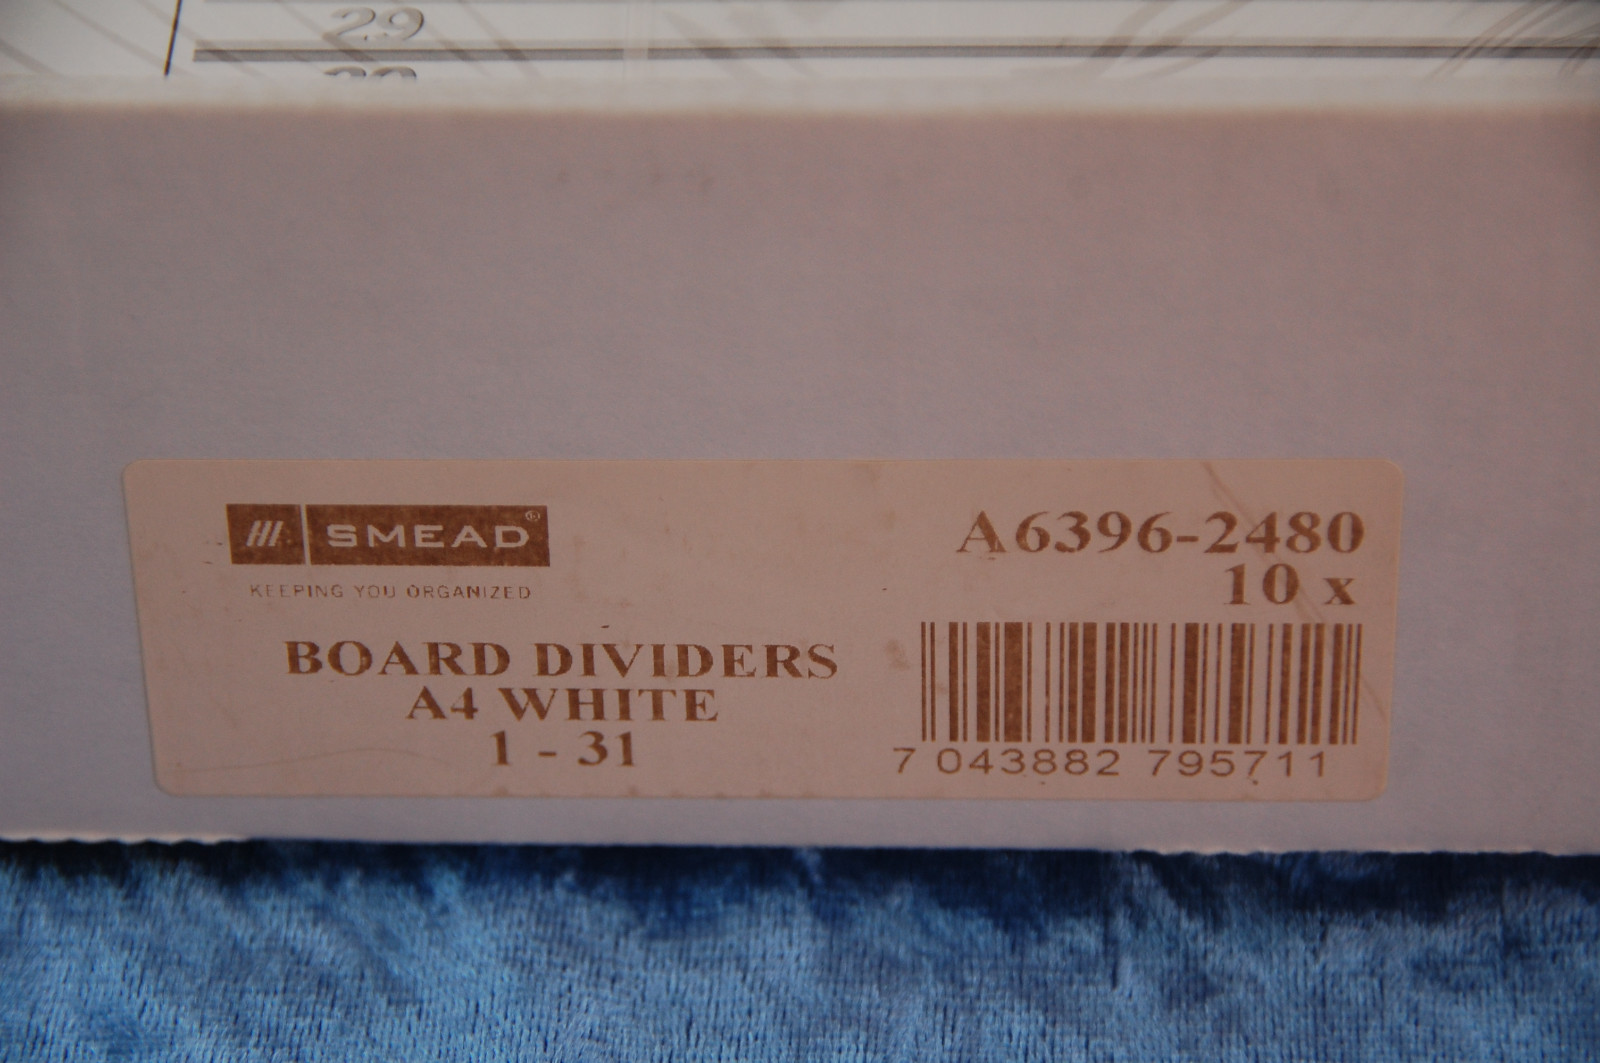 29
SMEAD®
KEEPING YOU ORGANIZED
BOARD DIVIDERS
A4 WHITE
1 - 31
A6396-2480
10 x
7 043882 795711